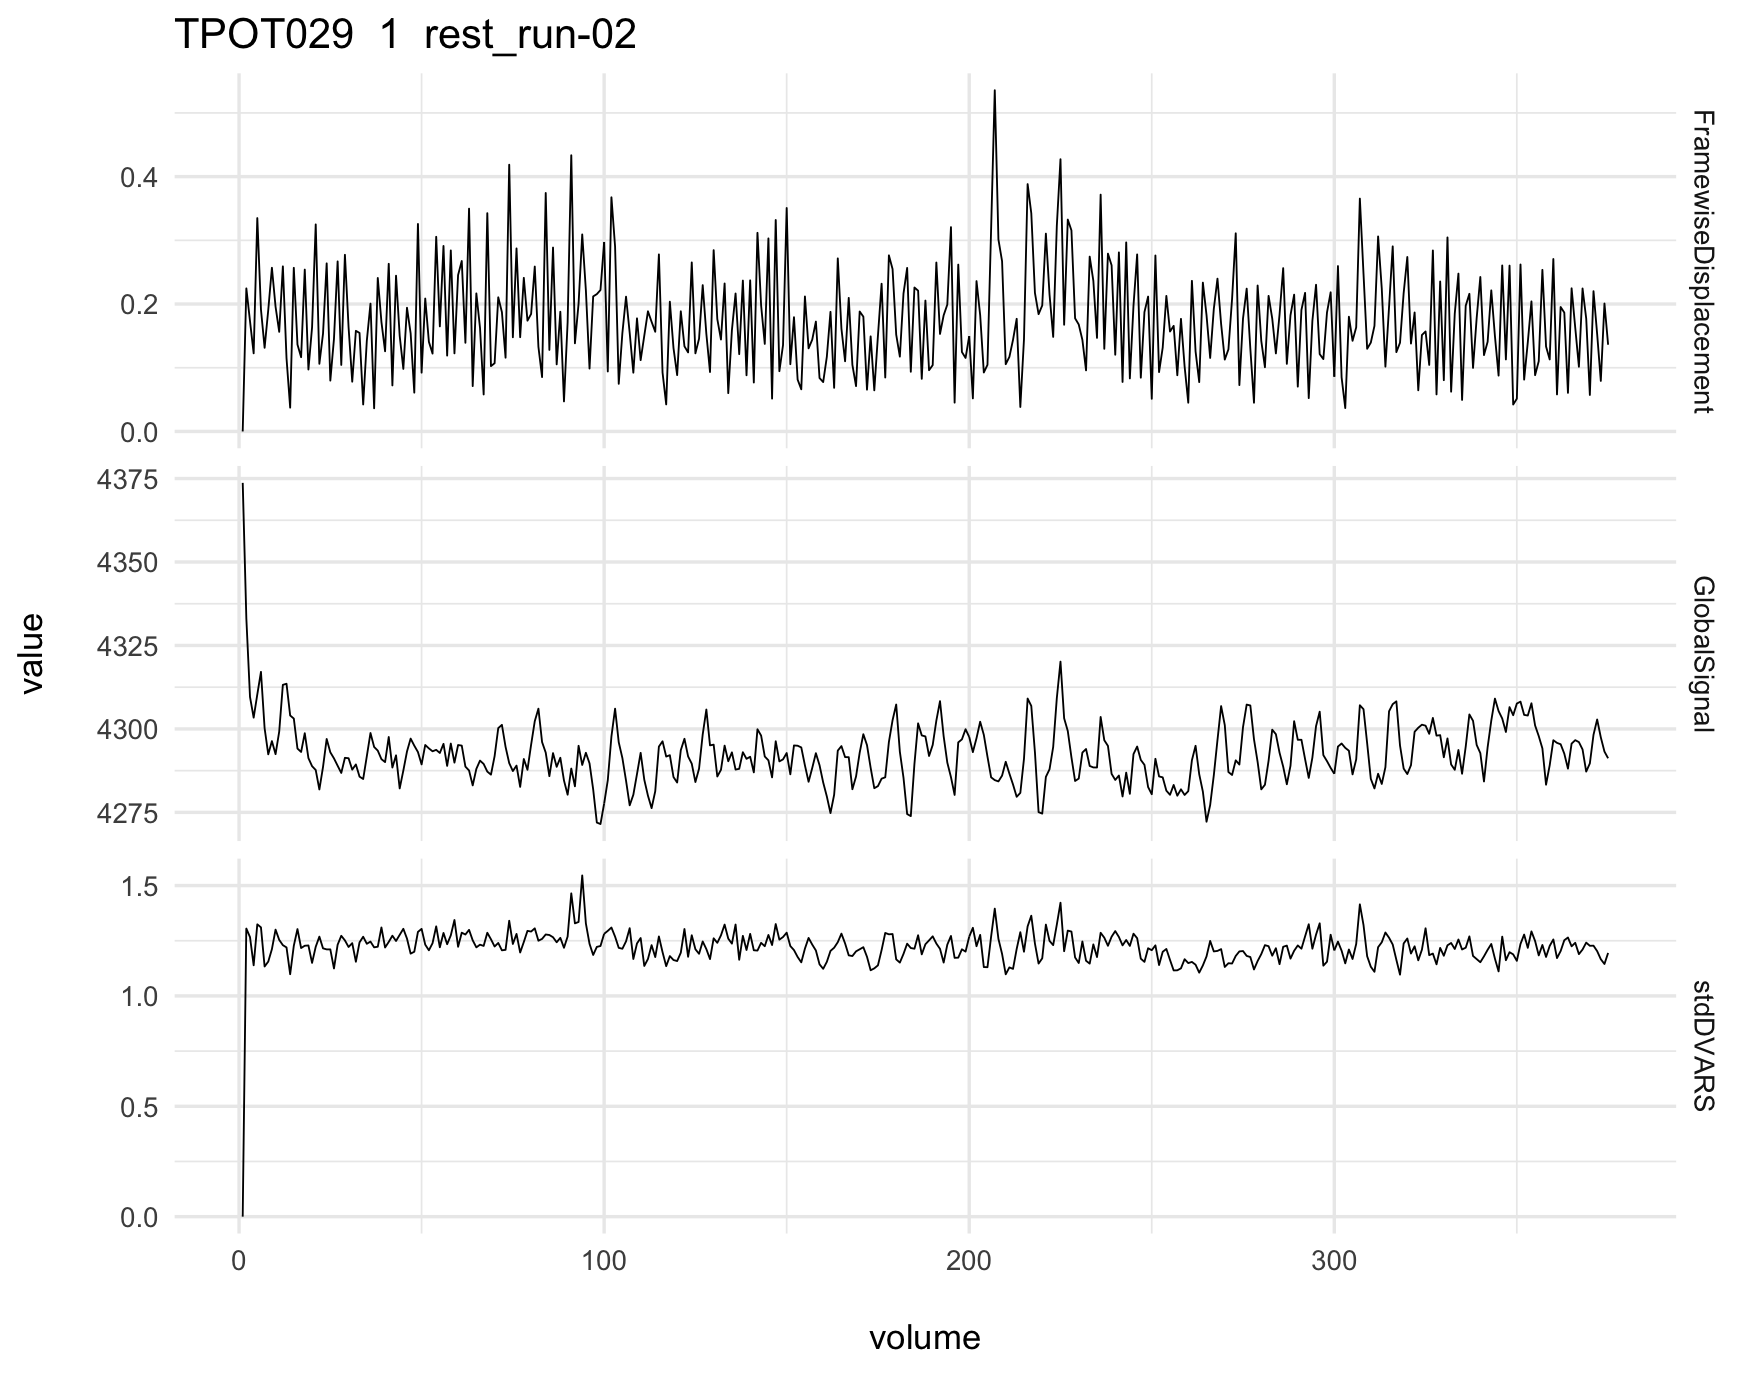 TPOT029 1 rest_run-02
0.4
0.2
0.0
FramewiseDisplacement
4375
4350
4325
4300
4275
GlobalSignal
value
1.5
1.0
0.5
0.0
stdDVARS
0 100 200 300
volume